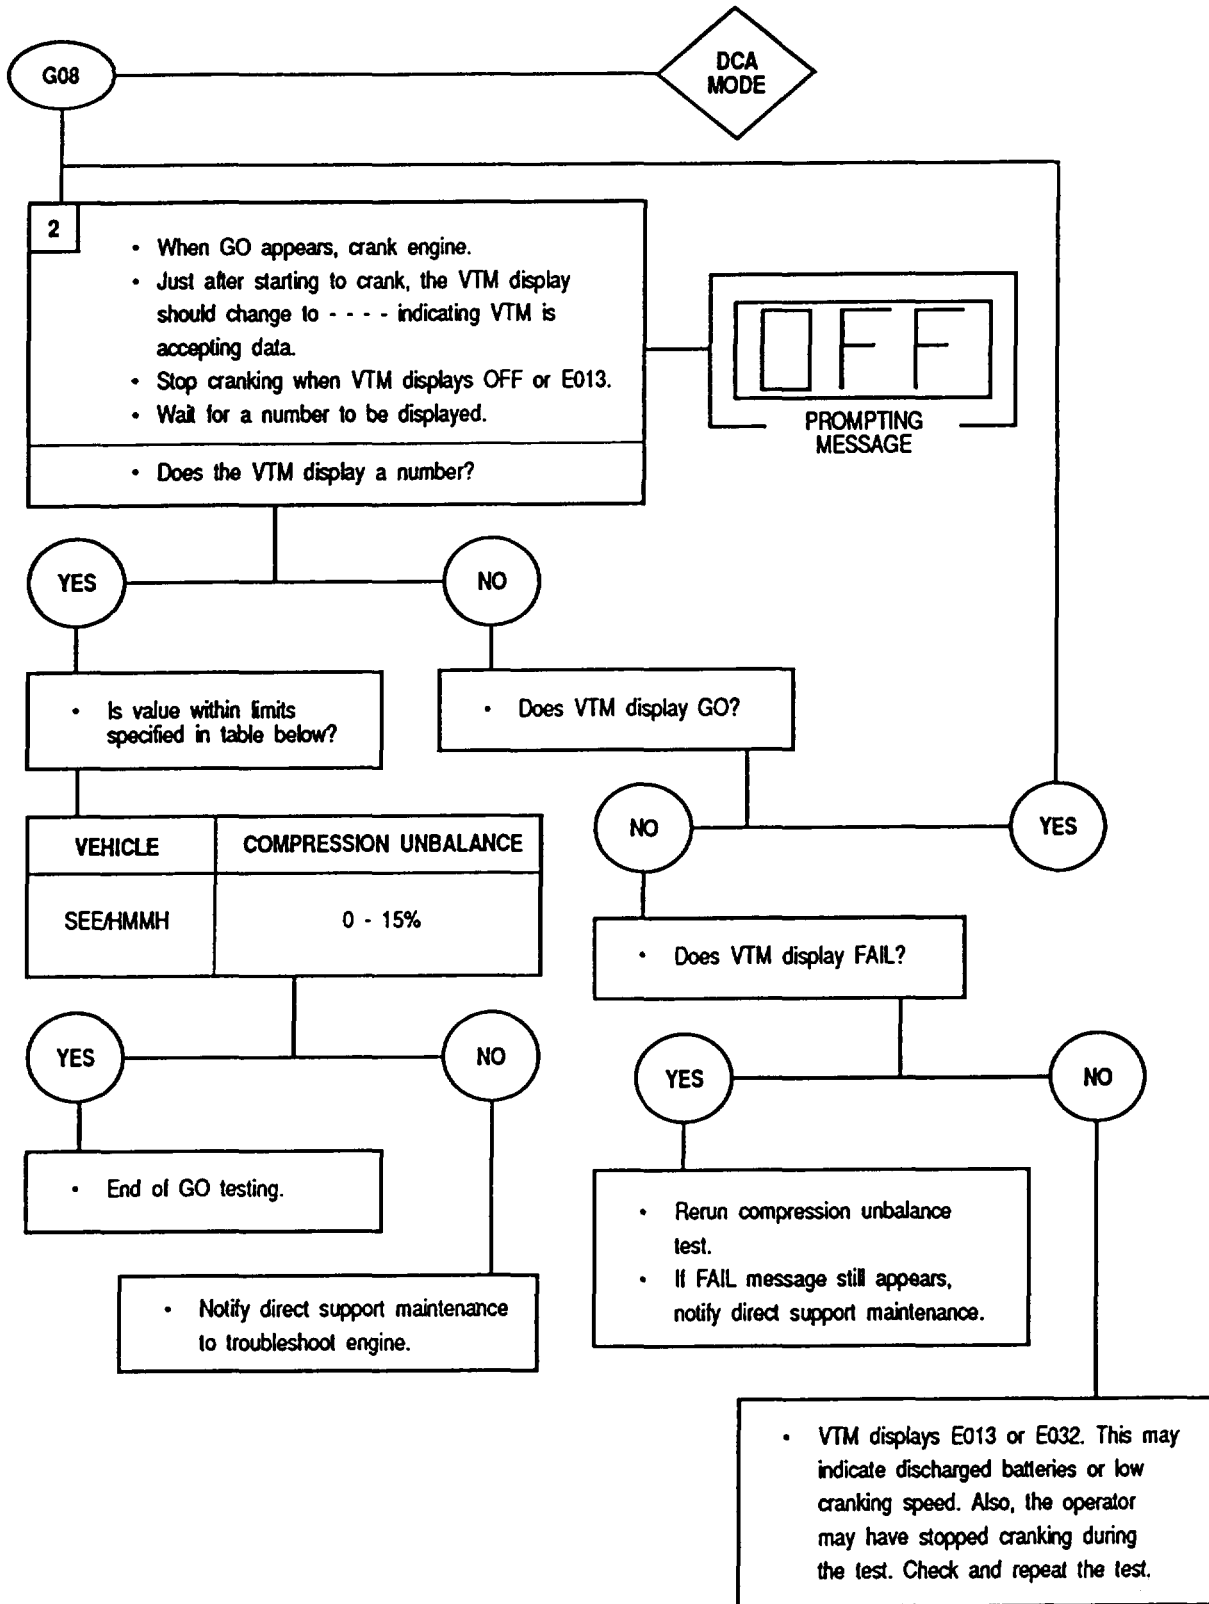 G08
DCA
MODE
2
• When GO appears, crank engine.
• Just after starting to crank, the VTM display
should change to - - - - indicating VTM is
accepting data.
• Stop cranking when VTM displays OFF or E013.
• Wait for a number to be displayed.
• Does the VTM display a number?
OFF
PROMPTING
MESSAGE
YES
NO
• Is value within limits
specified in table below?
• Does VTM display GO?
VEHICLE
COMPRESSION UNBALANCE
SEE/HMMH
0 - 15%
NO
YES
• Does VTM display FAIL?
YES
NO
YES
NO
• End of GO testing.
• Notify direct support maintenance
to troubleshoot engine.
• Rerun compression unbalance
test.
• If FAIL message still appears,
notify direct support maintenance.
• VTM displays E013 or E032. This may
indicate discharged batteries or low
cranking speed. Also, the operator
may have stopped cranking during
the test. Check and repeat the test.